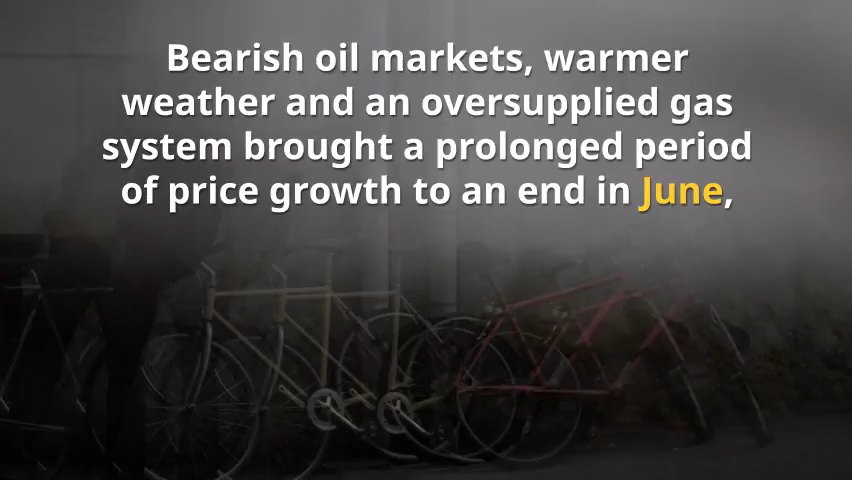 Bearish oil markets, warmer
weather and an oversupplied gas
system brought a prolonged period
of price growth to an end in June,